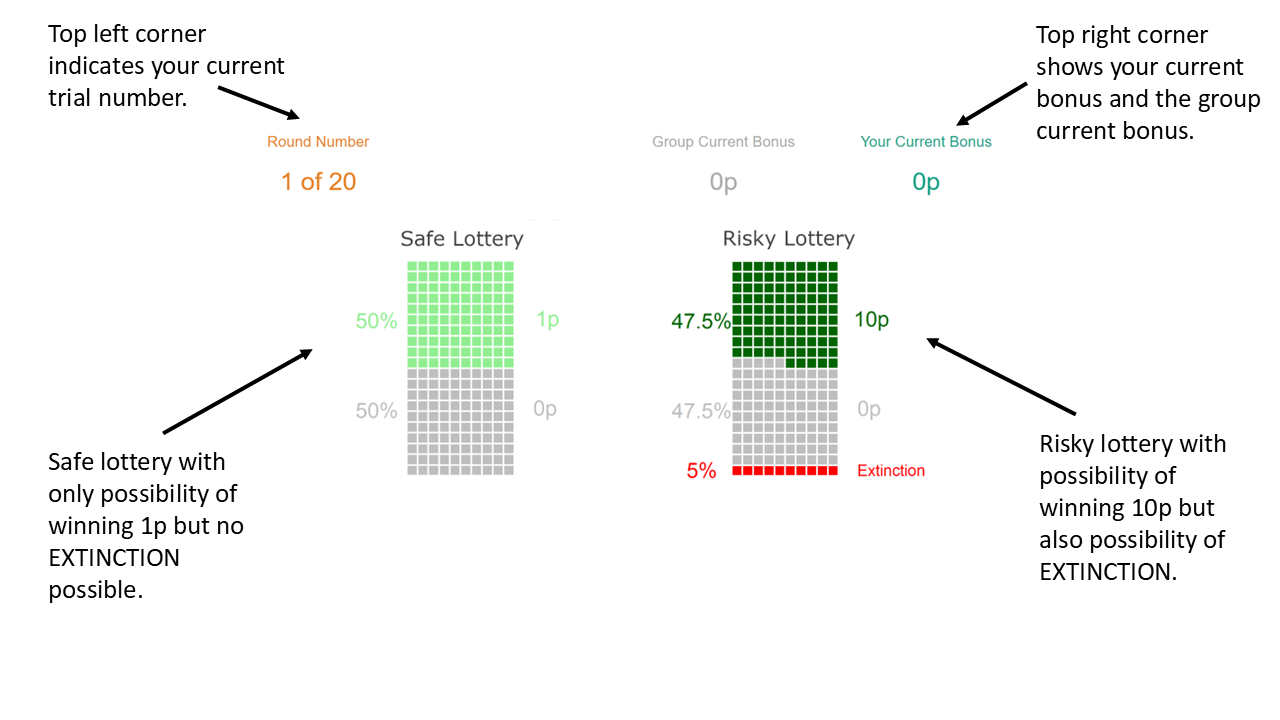 Top left corner
indicates your current
trial number.
Top right corner
shows your current
bonus and the group
current bonus.
Round Number
Group Current Bonus
Your Current Bonus
1 of 20
0p
0p
Safe Lottery
Risky Lottery
50%
1p
47.5%
10p
50%
0p
47.5%
0p
5%
Extinction
Safe lottery with
only possibility of
winning 1p but no
EXTINCTION
possible.
Risky lottery with
possibility of
winning 10p but
also possibility of
EXTINCTION.